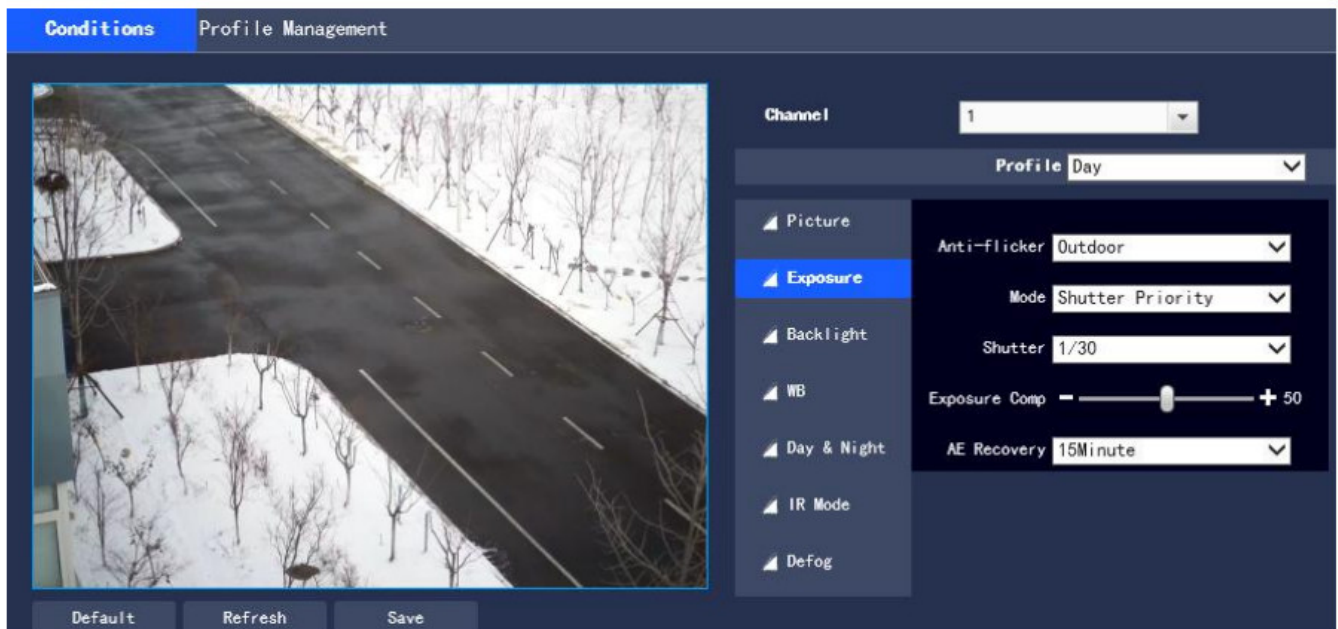 Conditions Profile Management
Channel 1
Profile Day
Picture
Exposure
Backlight
WB
Day & Night
IR Mode
Defog
Anti-flicker Outdoor
Mode Shutter Priority
Shutter 1/30
Exposure Comp 50
AE Recovery 15Minute
Default Refresh Save